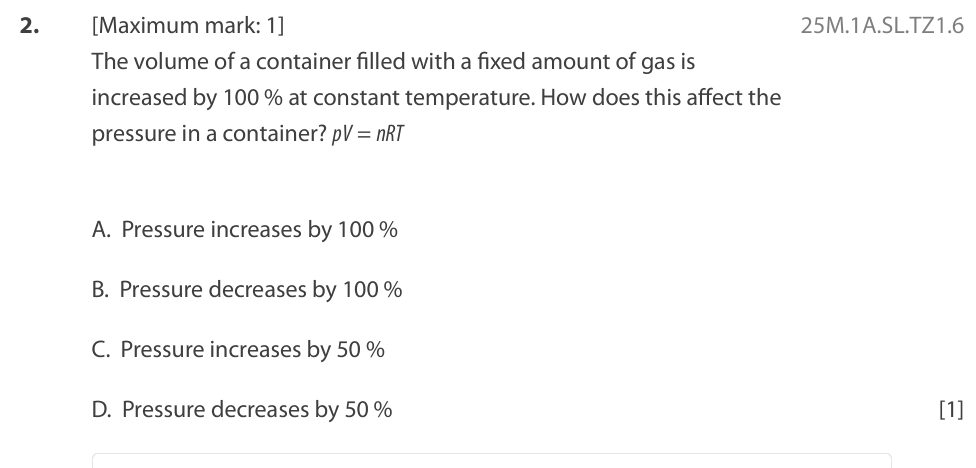 2. [Maximum mark: 1] 25M.1A.SL.TZ1.6
The volume of a container filled with a fixed amount of gas is
increased by 100 % at constant temperature. How does this affect the
pressure in a container? pV = nRT
A. Pressure increases by 100 %
B. Pressure decreases by 100 %
C. Pressure increases by 50 %
D. Pressure decreases by 50 % [1]